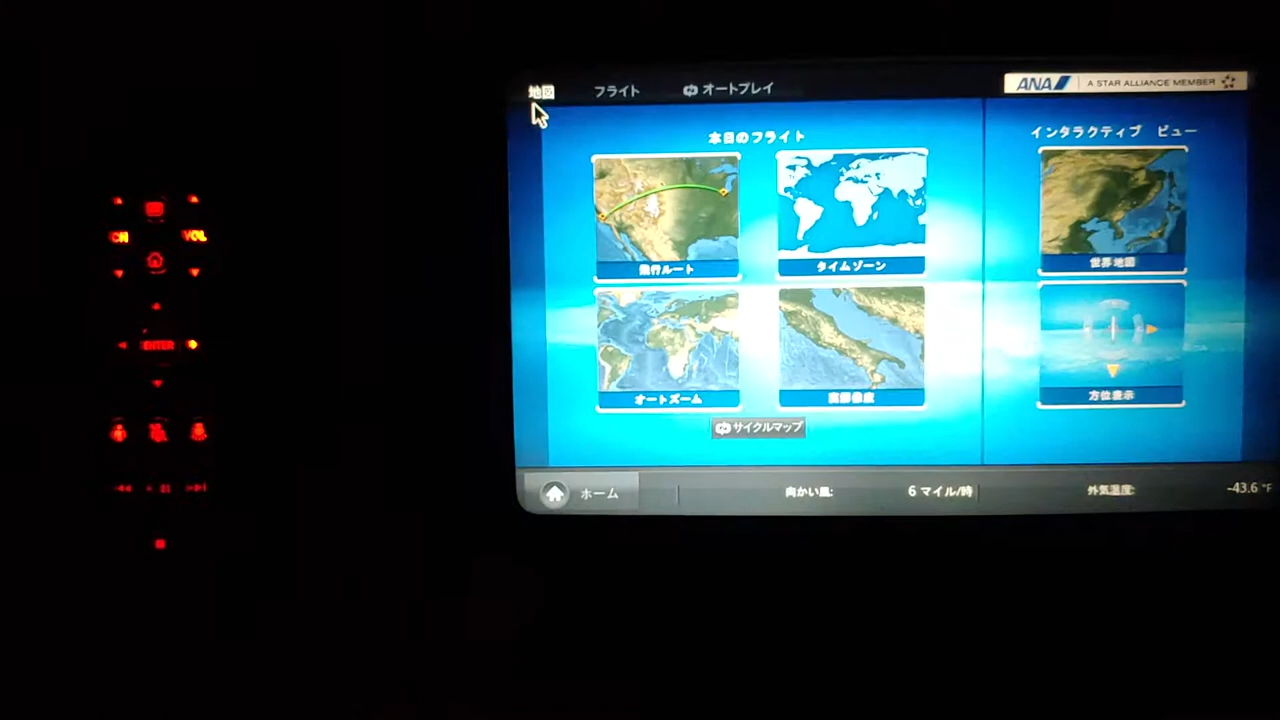 地図 フライト オートプレイ
ANA A STAR ALLIANCE MEMBER
本日のフライト
インタラクティブ ビュー
飛行ルート
タイムゾーン
世界地図
オートズーム
高解像度
方位表示
サイクルマップ
ホーム
向かい風: 6 マイル/時
外気温度: -43.6 °F
CH
VOL
ENTER